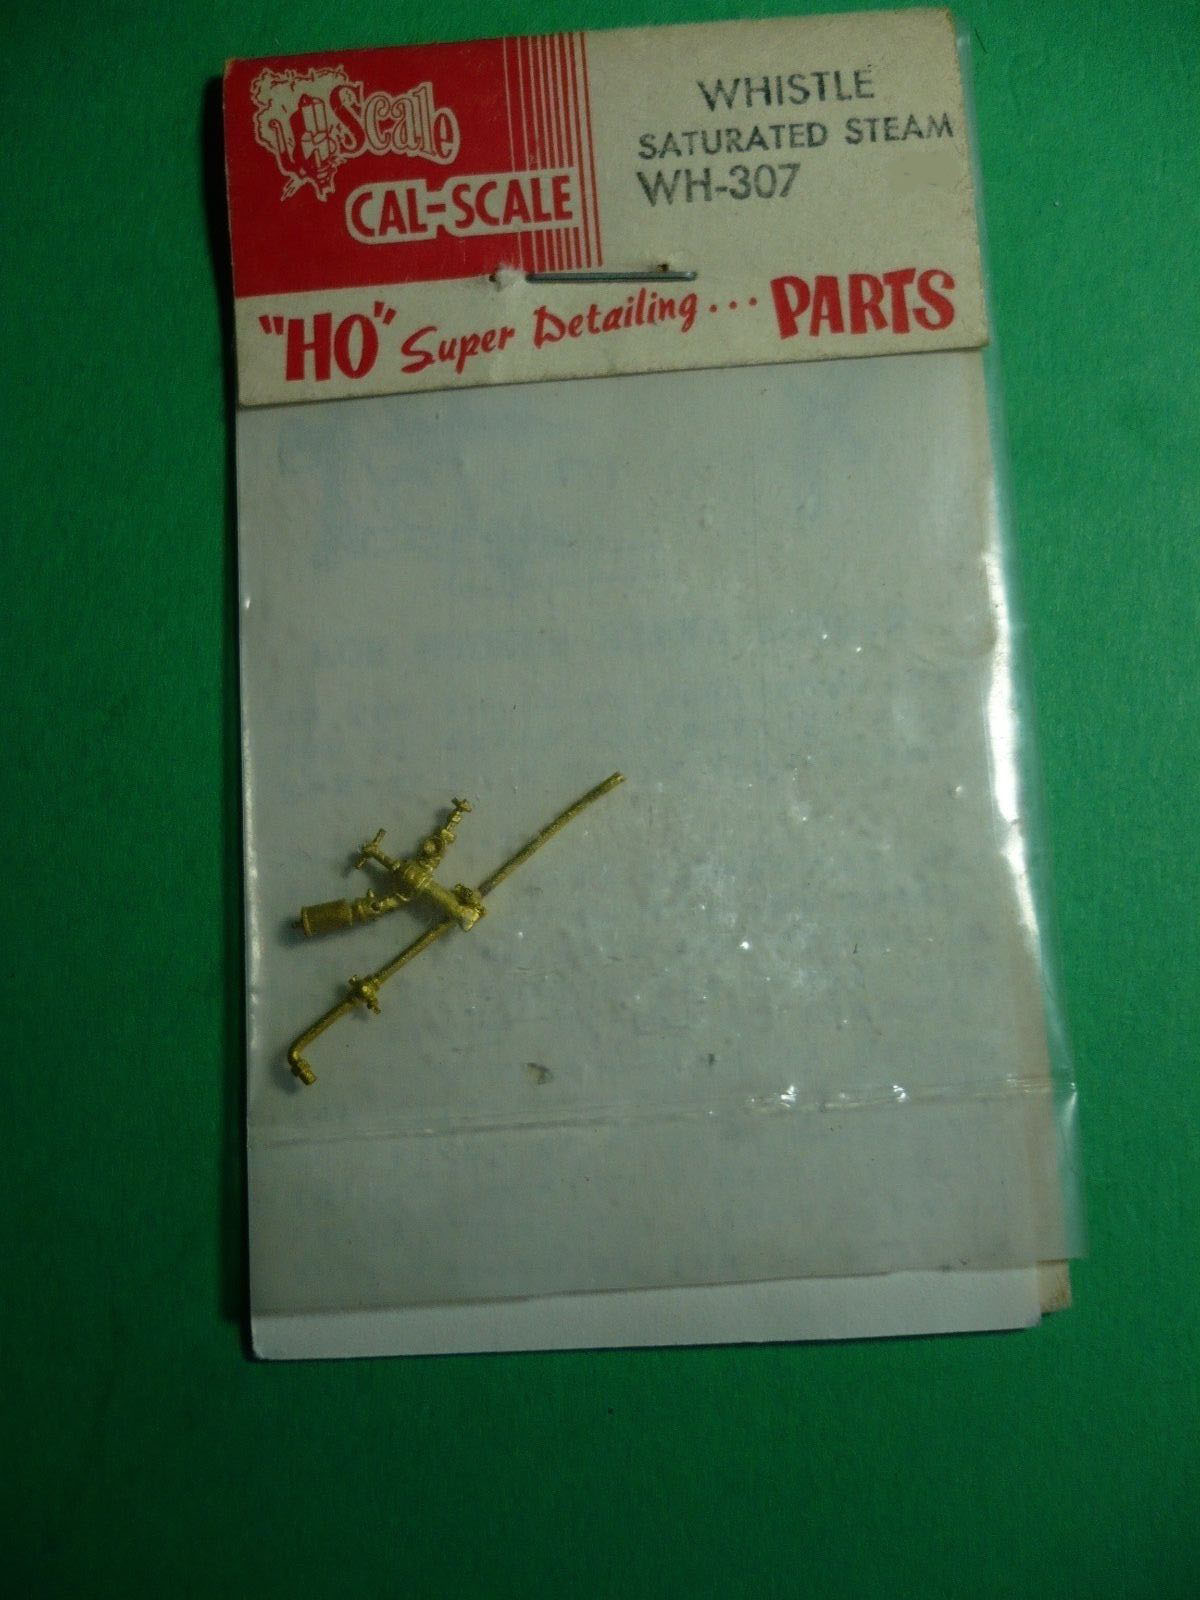 Scale
CAL-SCALE
WHISTLE
SATURATED STEAM
WH-307
"HO" Super Detailing... PARTS